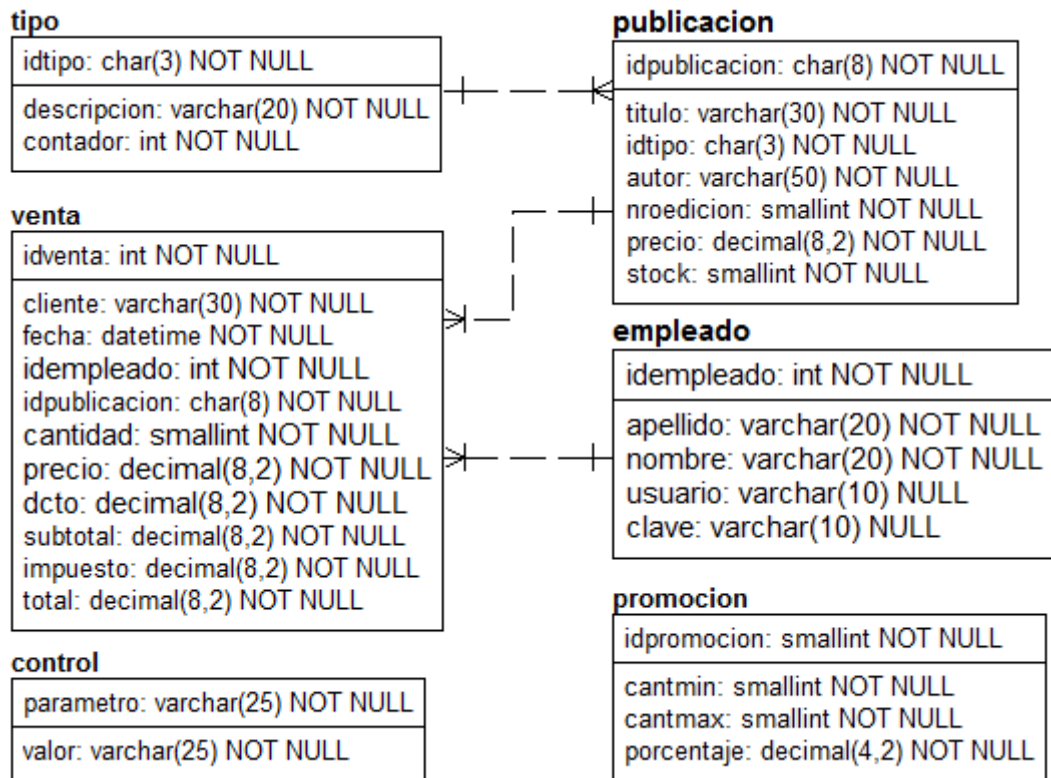 tipo
idtipo: char(3) NOT NULL
descripcion: varchar(20) NOT NULL
contador: int NOT NULL
venta
idventa: int NOT NULL
cliente: varchar(30) NOT NULL
fecha: datetime NOT NULL
idempleado: int NOT NULL
idpublicacion: char(8) NOT NULL
cantidad: smallint NOT NULL
precio: decimal(8,2) NOT NULL
dcto: decimal(8,2) NOT NULL
subtotal: decimal(8,2) NOT NULL
impuesto: decimal(8,2) NOT NULL
total: decimal(8,2) NOT NULL
control
parametro: varchar(25) NOT NULL
valor: varchar(25) NOT NULL
publicacion
idpublicacion: char(8) NOT NULL
titulo: varchar(30) NOT NULL
idtipo: char(3) NOT NULL
autor: varchar(50) NOT NULL
nroedicion: smallint NOT NULL
precio: decimal(8,2) NOT NULL
stock: smallint NOT NULL
empleado
idempleado: int NOT NULL
apellido: varchar(20) NOT NULL
nombre: varchar(20) NOT NULL
usuario: varchar(10) NULL
clave: varchar(10) NULL
promocion
idpromocion: smallint NOT NULL
cantmin: smallint NOT NULL
cantmax: smallint NOT NULL
porcentaje: decimal(4,2) NOT NULL